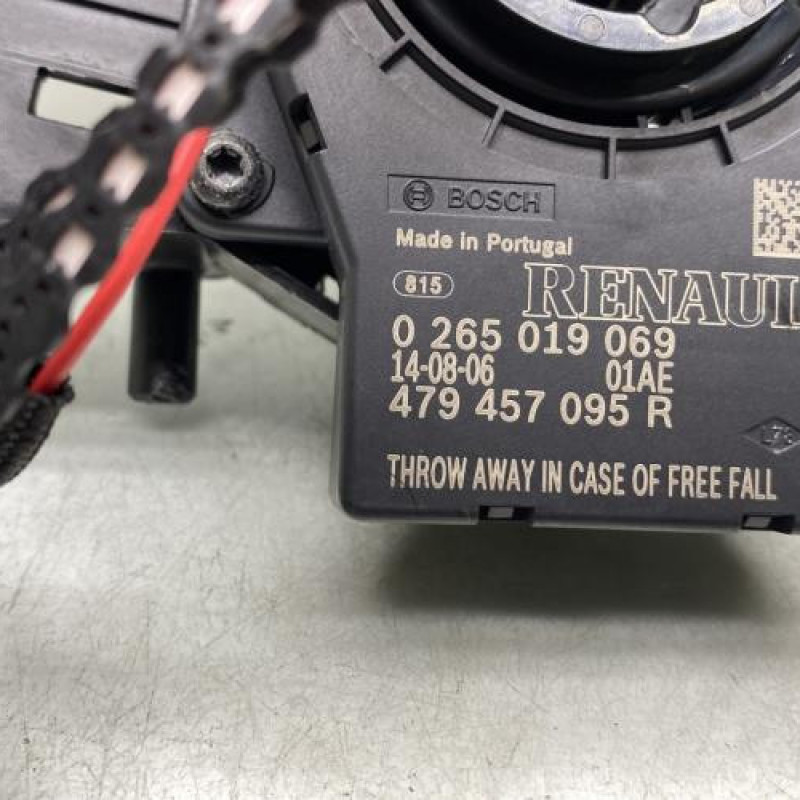 BOSCH
Made in Portugal
815
RENAUL
0 265 019 069
14-08-06 01AE
479 457 095 R
THROW AWAY IN CASE OF FREE FALL